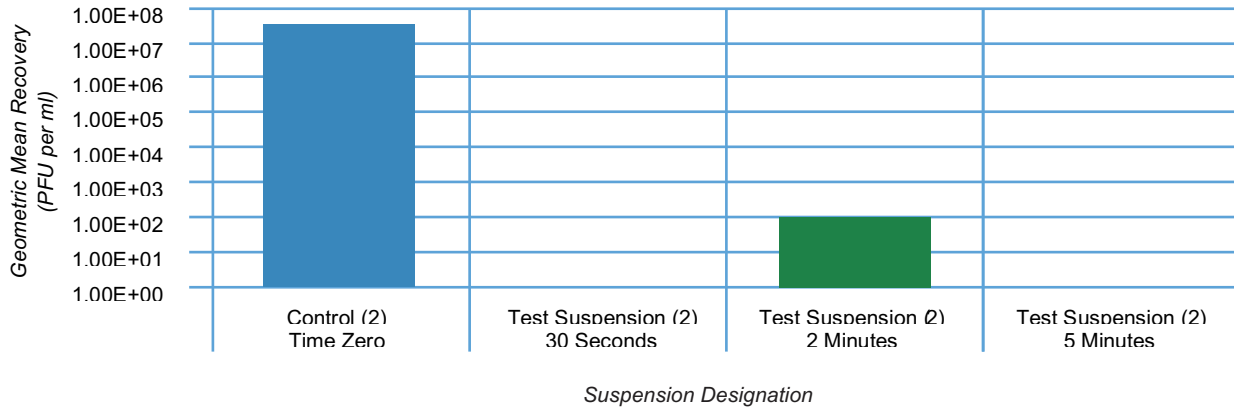 Geometric Mean Recovery
(PFU per ml)
1.00E+08
1.00E+07
1.00E+06
1.00E+05
1.00E+04
1.00E+03
1.00E+02
1.00E+01
1.00E+00
Control (2)
Time Zero
Test Suspension (2)
30 Seconds
Test Suspension (2)
2 Minutes
Test Suspension (2)
5 Minutes
Suspension Designation